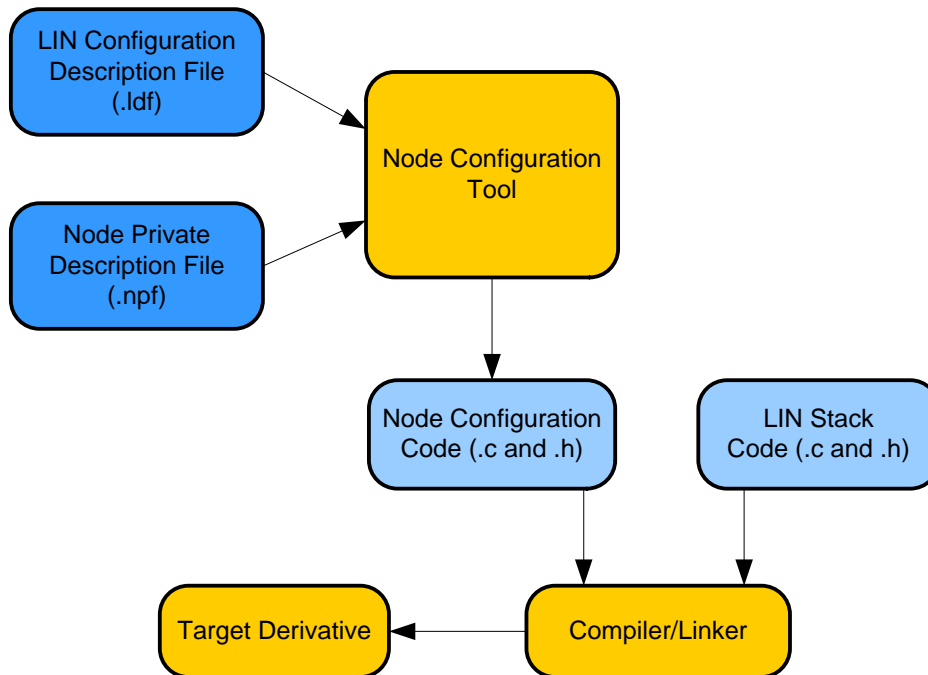 LIN Configuration
Description File
(.ldf)
Node Configuration
Tool
Node Private
Description File
(.npf)
Node Configuration
Code (.c and .h)
LIN Stack
Code (.c and .h)
Target Derivative
Compiler/Linker